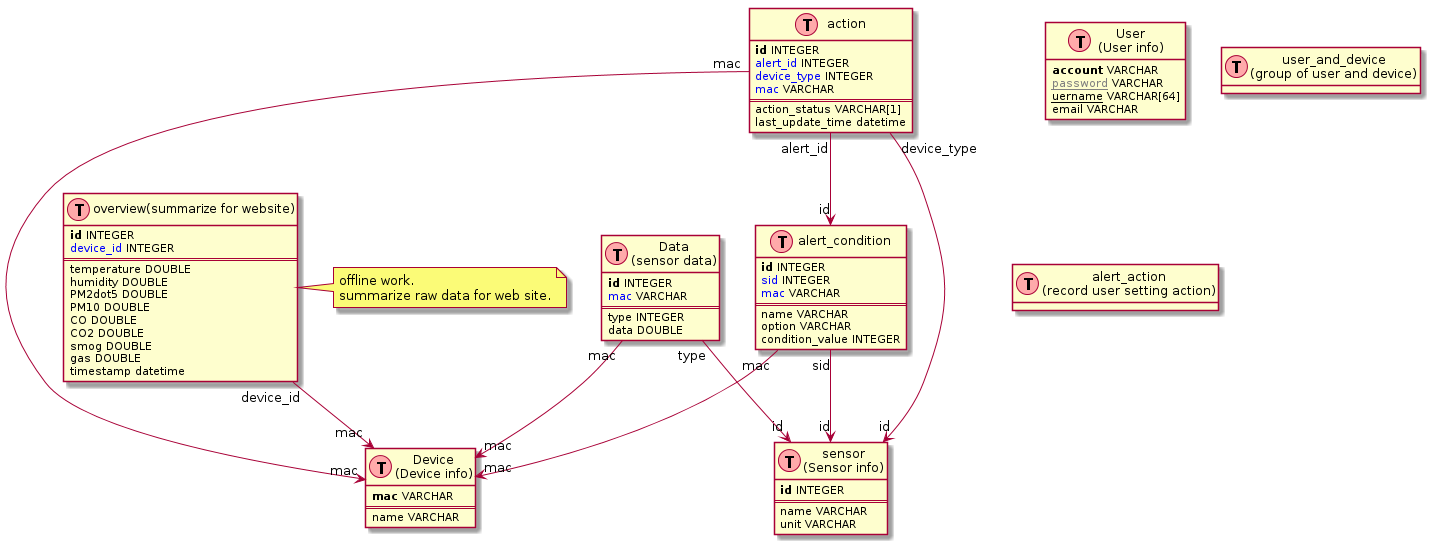 T action
id INTEGER
alert_id INTEGER
device_type INTEGER
mac VARCHAR
action_status VARCHAR[1]
last_update_time datetime
T User
(User info)
account VARCHAR
password VARCHAR
uername VARCHAR[64]
email VARCHAR
T user_and_device
(group of user and device)
mac
alert_id
device_type
id
T overview(summarize for website)
id INTEGER
device_id INTEGER
temperature DOUBLE
humidity DOUBLE
PM2dot5 DOUBLE
PM10 DOUBLE
CO DOUBLE
CO2 DOUBLE
smog DOUBLE
gas DOUBLE
timestamp datetime
offline work.
summarize raw data for web site.
T Data
(sensor data)
id INTEGER
mac VARCHAR
type INTEGER
data DOUBLE
T alert_condition
id INTEGER
sid INTEGER
mac VARCHAR
name VARCHAR
option VARCHAR
condition_value INTEGER
T alert_action
(record user setting action)
device_id
mac
type
mac
sid
mac
mac
mac
mac
id
id
id
T Device
(Device info)
mac VARCHAR
name VARCHAR
T sensor
(Sensor info)
id INTEGER
name VARCHAR
unit VARCHAR